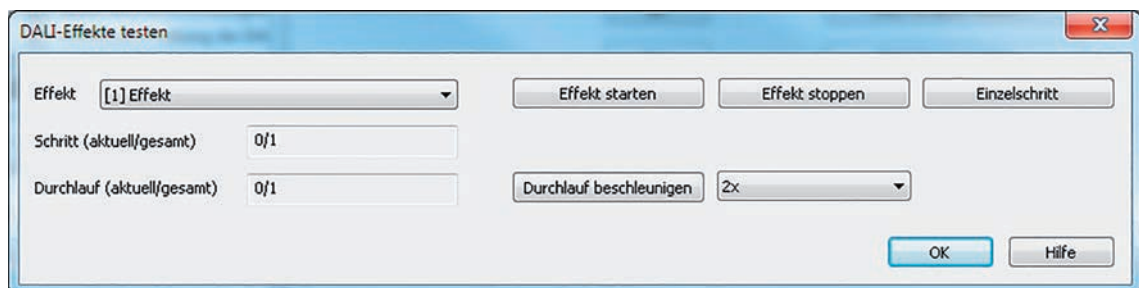 DALI-Effekte testen
Effekt [1] Effekt Effekt starten Effekt stoppen Einzelschritt
Schritt (aktuell/gesamt) 0/1
Durchlauf (aktuell/gesamt) 0/1 Durchlauf beschleunigen 2x
OK Hilfe